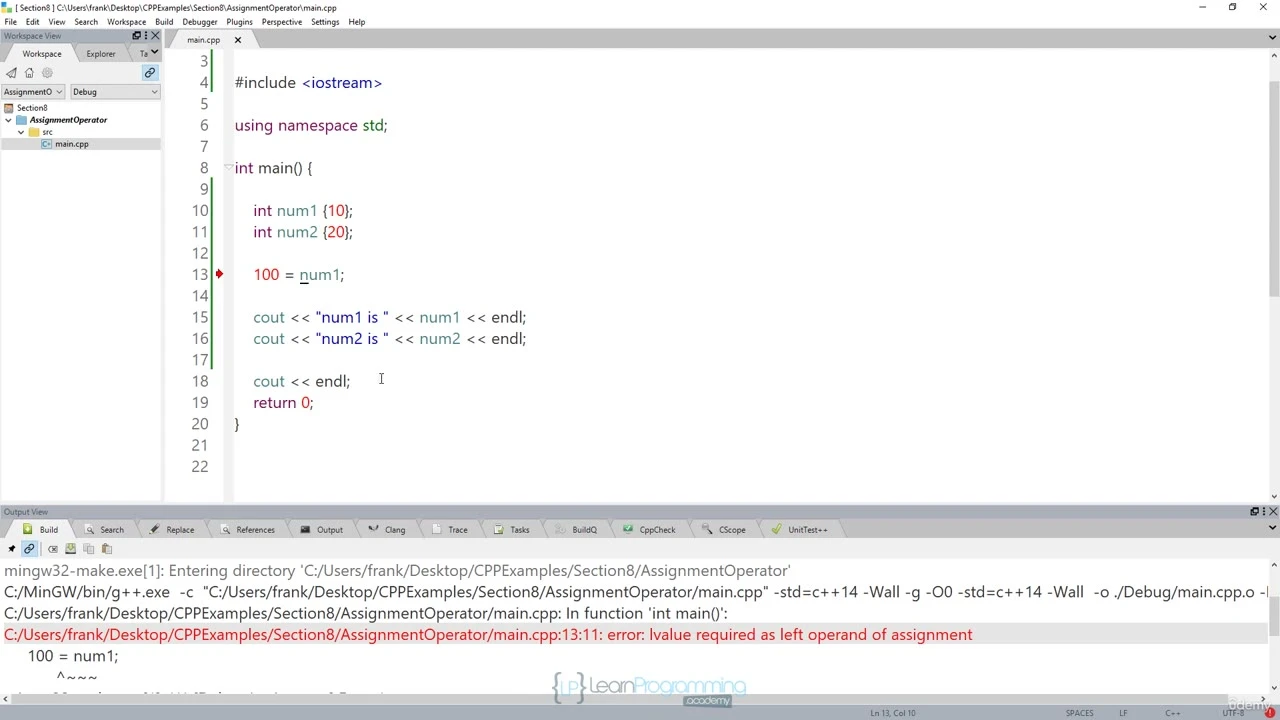 [ Section8 ] C:\Users\frank\Desktop\CPPExamples\Section8\AssignmentOperator\main.cpp
File Edit View Search Workspace Build Debugger Plugins Perspective Settings Help
Workspace View
main.cpp
Workspace Explorer Ta
AssignmentO Debug
Section8
AssignmentOperator
src
main.cpp
3
4 #include <iostream>
5
6 using namespace std;
7
8 int main() {
9
10 int num1 {10};
11 int num2 {20};
12
13 100 = num1;
14
15 cout << "num1 is " << num1 << endl;
16 cout << "num2 is " << num2 << endl;
17
18 cout << endl;
19 return 0;
20 }
21
22
Output View
Build Search Replace References Output Clang Trace Tasks BuildQ CppCheck CScope UnitTest++
mingw32-make.exe[1]: Entering directory 'C:/Users/frank/Desktop/CPPExamples/Section8/AssignmentOperator'
C:/MinGW/bin/g++.exe -c "C:/Users/frank/Desktop/CPPExamples/Section8/AssignmentOperator/main.cpp" -std=c++14 -Wall -g -O0 -std=c++14 -Wall -o ./Debug/main.cpp.o
C:/Users/frank/Desktop/CPPExamples/Section8/AssignmentOperator/main.cpp: In function 'int main()':
C:/Users/frank/Desktop/CPPExamples/Section8/AssignmentOperator/main.cpp:13:11: error: lvalue required as left operand of assignment
100 = num1;
^~~~
{LP} LearnProgramming
academy
udemy
Ln 13, Col 10 SPACES LF C++ UTF-8